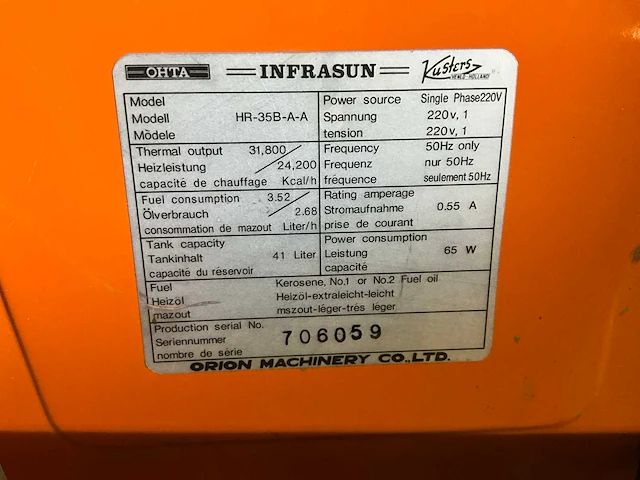 OHTA INFRASUN Kusters
VENLO HOLLAND
Model
Modell HR-35B-A-A
Mödele
Power source Single Phase220V
Spannung 220v, 1
tension 220v, 1
Thermal output 31,800
Heizleistung 24,200
capacité de chauffage Kcal/h
Frequency 50Hz only
Frequenz nur 50Hz
fréquence seulement 50Hz
Fuel consumption 3.52
Ölverbrauch 2.68
consommation de mazout Liter/h
Rating amperage
Stromaufnahme 0.55 A
prise de courant
Tank capacity
Tankinhalt 41 Liter
capacité du réservoir
Power consumption
Leistung 65 W
capacité
Fuel Kerosene, No.1 or No.2 Fuel oil
Heizöl Heizöl-extraleicht-leicht
mazout mszout-léger-trés léger
Production serial No.
Seriennummer 706059
nombre de série
ORION MACHINERY CO.,LTD.